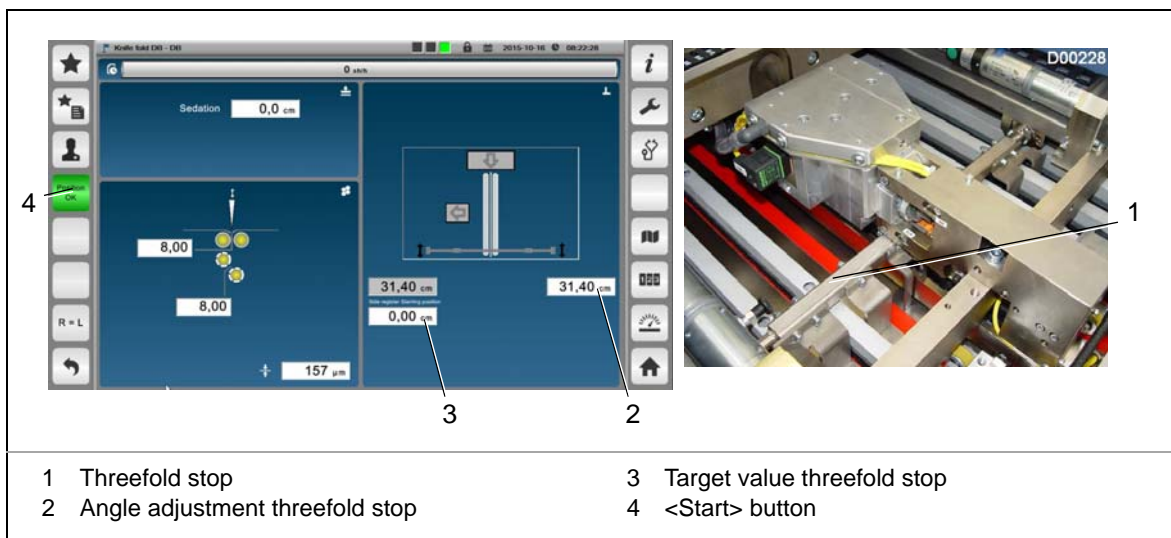 Knife fold DB - DB
2015-10-16 08:22:28
0 sh/h
Sedation 0,0 cm
Position OK
8,00
8,00
R = L
157 µm
31,40 cm
31,40 cm
Side register Starting position
0,00 cm
i
123
D00228
4
3
2
1
1 Threefold stop
2 Angle adjustment threefold stop
3 Target value threefold stop
4 <Start> button